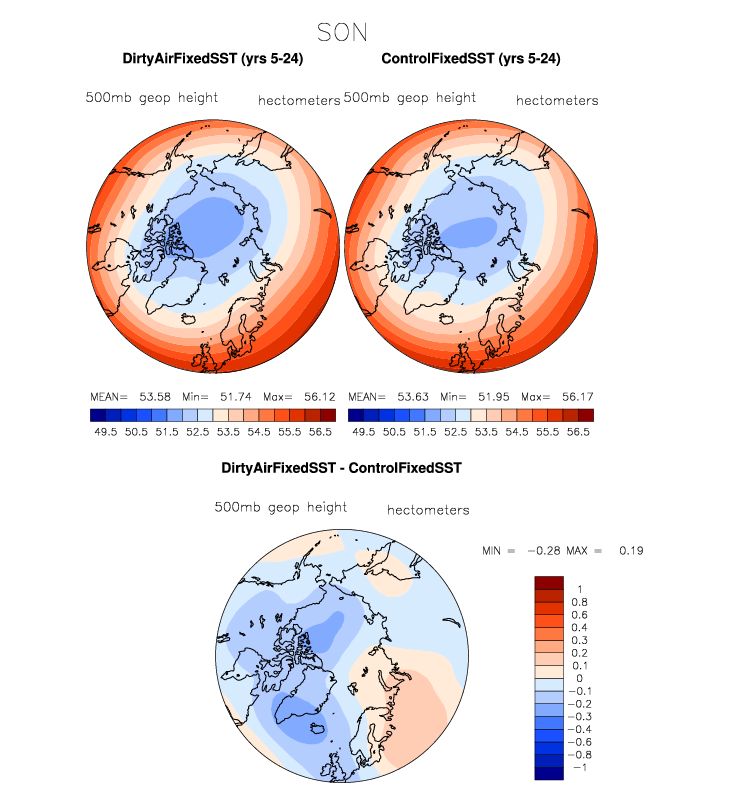 SON
DirtyAirFixedSST (yrs 5-24) ControlFixedSST (yrs 5-24)
500mb geop height hectometers 500mb geop height hectometers
MEAN= 53.58 Min= 51.74 Max= 56.12 MEAN= 53.63 Min= 51.95 Max= 56.17
49.5 50.5 51.5 52.5 53.5 54.5 55.5 56.5 49.5 50.5 51.5 52.5 53.5 54.5 55.5 56.5
DirtyAirFixedSST - ControlFixedSST
500mb geop height hectometers
MIN = -0.28 MAX = 0.19
1
0.8
0.6
0.4
0.3
0.2
0.1
0
-0.1
-0.2
-0.3
-0.4
-0.6
-0.8
-1